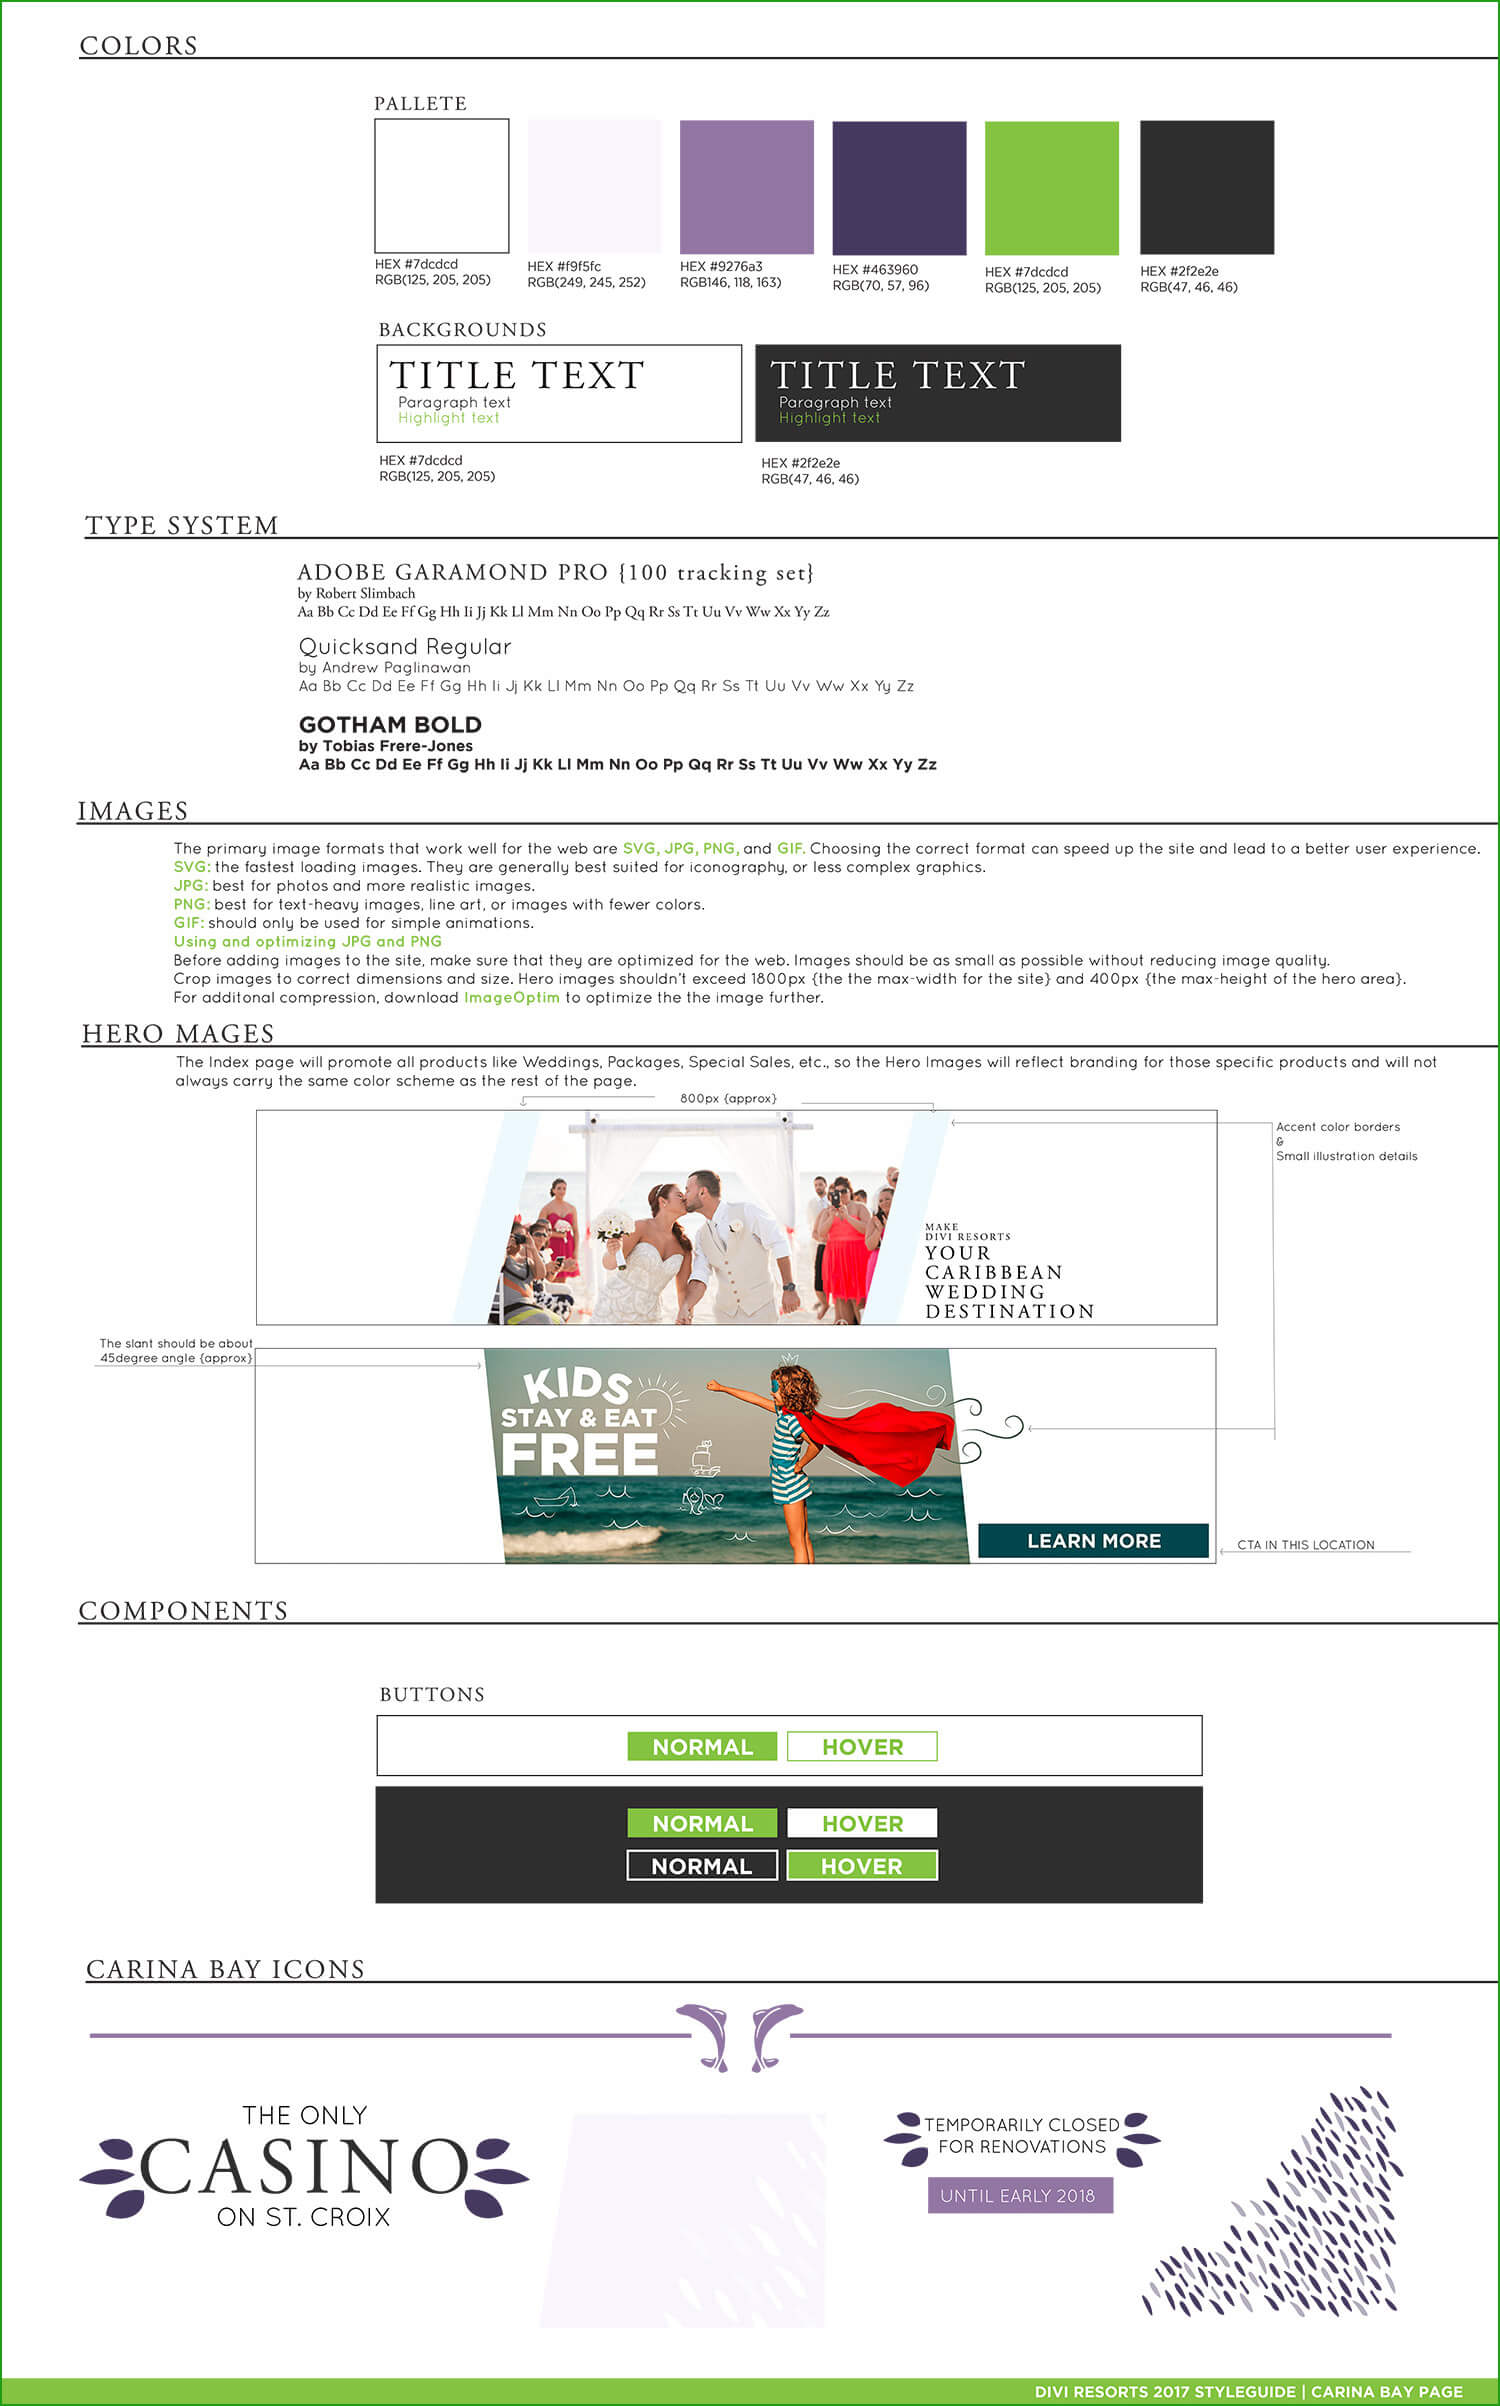 COLORS
PALLETE
HEX #7dcdcd
RGB(125, 205, 205)
HEX #f9f5fc
RGB(249, 245, 252)
HEX #9276a3
RGB146, 118, 163)
HEX #463960
RGB(70, 57, 96)
HEX #7dcdcd
RGB(125, 205, 205)
HEX #2f2e2e
RGB(47, 46, 46)
BACKGROUNDS
TITLE TEXT
Paragraph text
Highlight text
HEX #7dcdcd
RGB(125, 205, 205)
TITLE TEXT
Paragraph text
Highlight text
HEX #2f2e2e
RGB(47, 46, 46)
TYPE SYSTEM
ADOBE GARAMOND PRO {100 tracking set}
by Robert Slimbach
Aa Bb Cc Dd Ee Ff Gg Hh Ii Jj Kk Ll Mm Nn Oo Pp Qq Rr Ss Tt Uu Vv Ww Xx Yy Zz
Quicksand Regular
by Andrew Paglinawan
Aa Bb Cc Dd Ee Ff Gg Hh Ii Jj Kk Ll Mm Nn Oo Pp Qq Rr Ss Tt Uu Vv Ww Xx Yy Zz
GOTHAM BOLD
by Tobias Frere-Jones
Aa Bb Cc Dd Ee Ff Gg Hh Ii Jj Kk Ll Mm Nn Oo Pp Qq Rr Ss Tt Uu Vv Ww Xx Yy Zz
IMAGES
The primary image formats that work well for the web are SVG, JPG, PNG, and GIF. Choosing the correct format can speed up the site and lead to a better user experience.
SVG: the fastest loading images. They are generally best suited for iconography, or less complex graphics.
JPG: best for photos and more realistic images.
PNG: best for text-heavy images, line art, or images with fewer colors.
GIF: should only be used for simple animations.
Using and optimizing JPG and PNG
Before adding images to the site, make sure that they are optimized for the web. Images should be as small as possible without reducing image quality.
Crop images to correct dimensions and size. Hero images shouldn't exceed 1800px {the the max-width for the site} and 400px {the max-height of the hero area}.
For additonal compression, download ImageOptim to optimize the the image further.
HERO MAGES
The Index page will promote all products like Weddings, Packages, Special Sales, etc., so the Hero Images will reflect branding for those specific products and will not
always carry the same color scheme as the rest of the page.
800px {approx}
Accent color borders
&
Small illustration details
MAKE
DIVI RESORTS
YOUR
CARIBBEAN
WEDDING
DESTINATION
The slant should be about
45degree angle {approx}
KIDS
STAY & EAT
FREE
LEARN MORE
CTA IN THIS LOCATION
COMPONENTS
BUTTONS
NORMAL HOVER
NORMAL HOVER
NORMAL HOVER
CARINA BAY ICONS
THE ONLY
CASINO
ON ST. CROIX
TEMPORARILY CLOSED
FOR RENOVATIONS
UNTIL EARLY 2018
DIVI RESORTS 2017 STYLEGUIDE | CARINA BAY PAGE